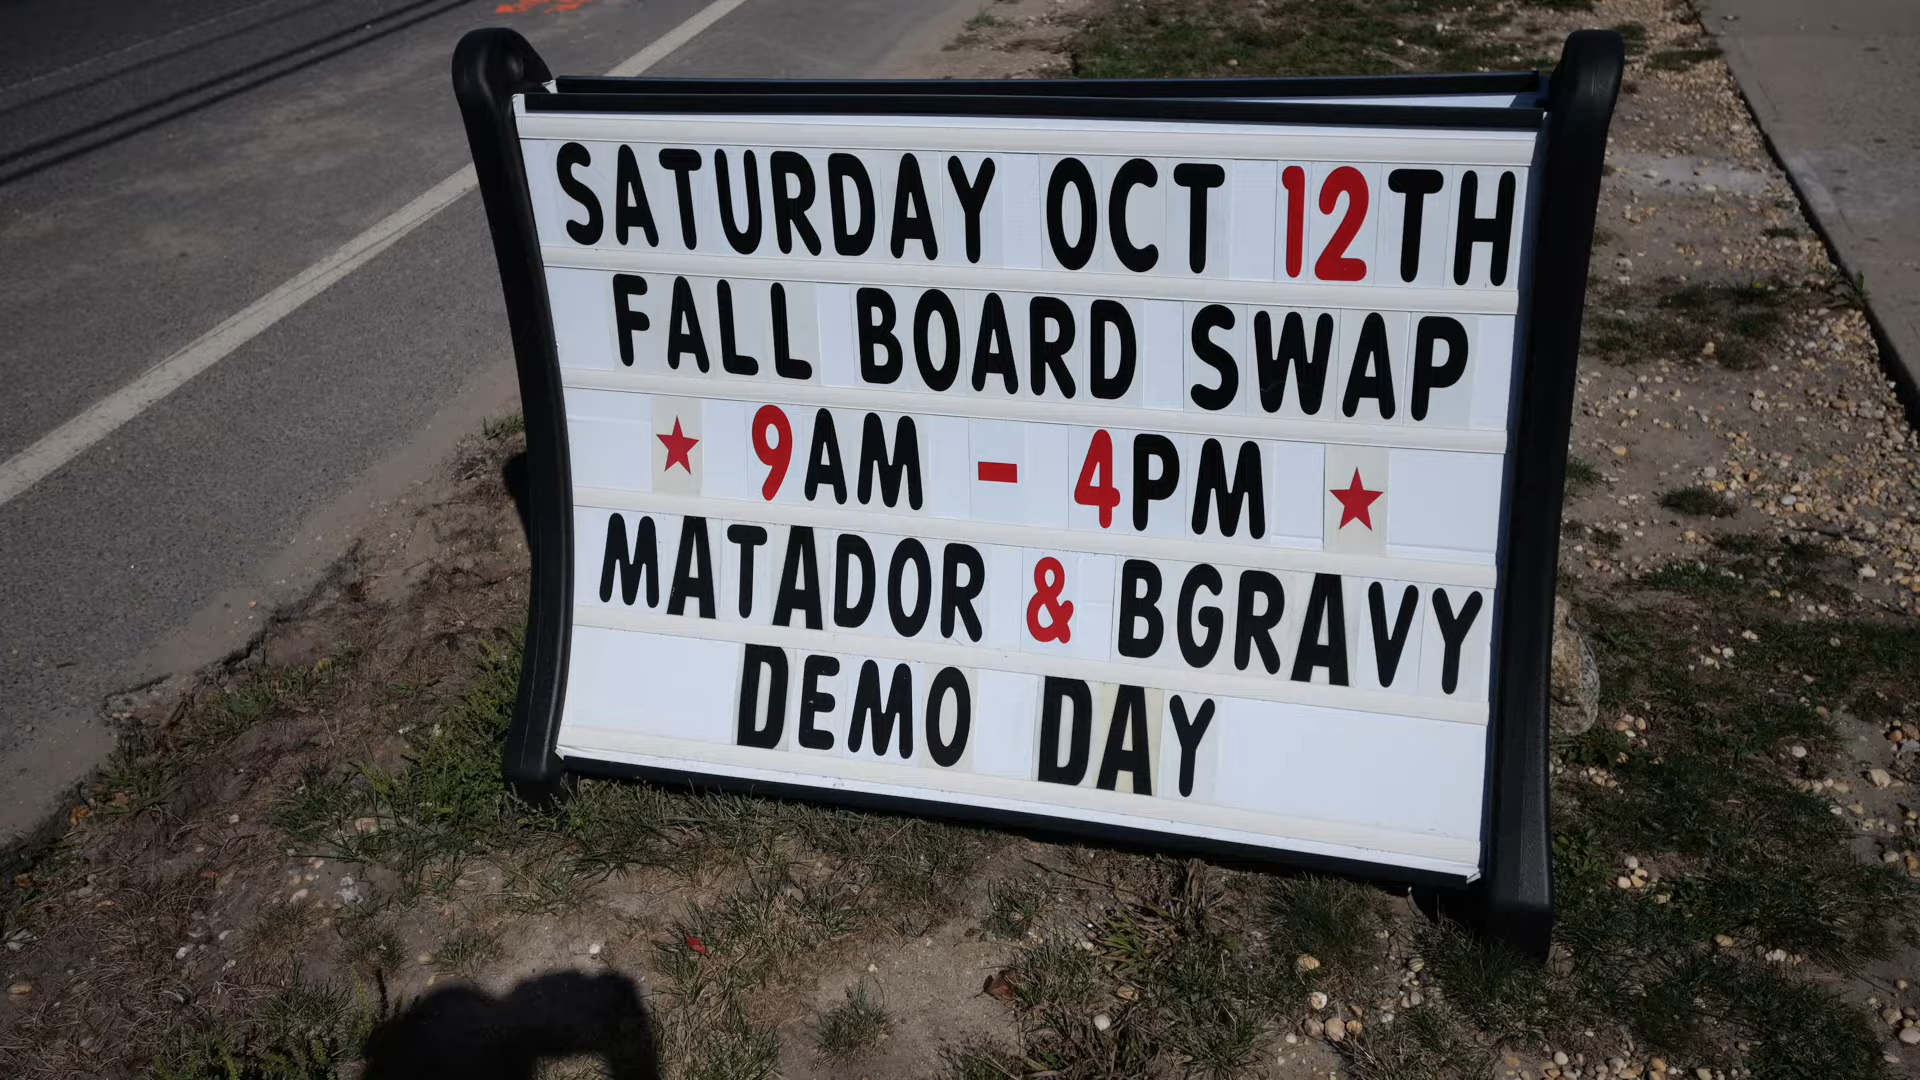 SATURDAY OCT 12TH
FALL BOARD SWAP
★ 9AM - 4PM ★
MATADOR & BGRAVY
DEMO DAY